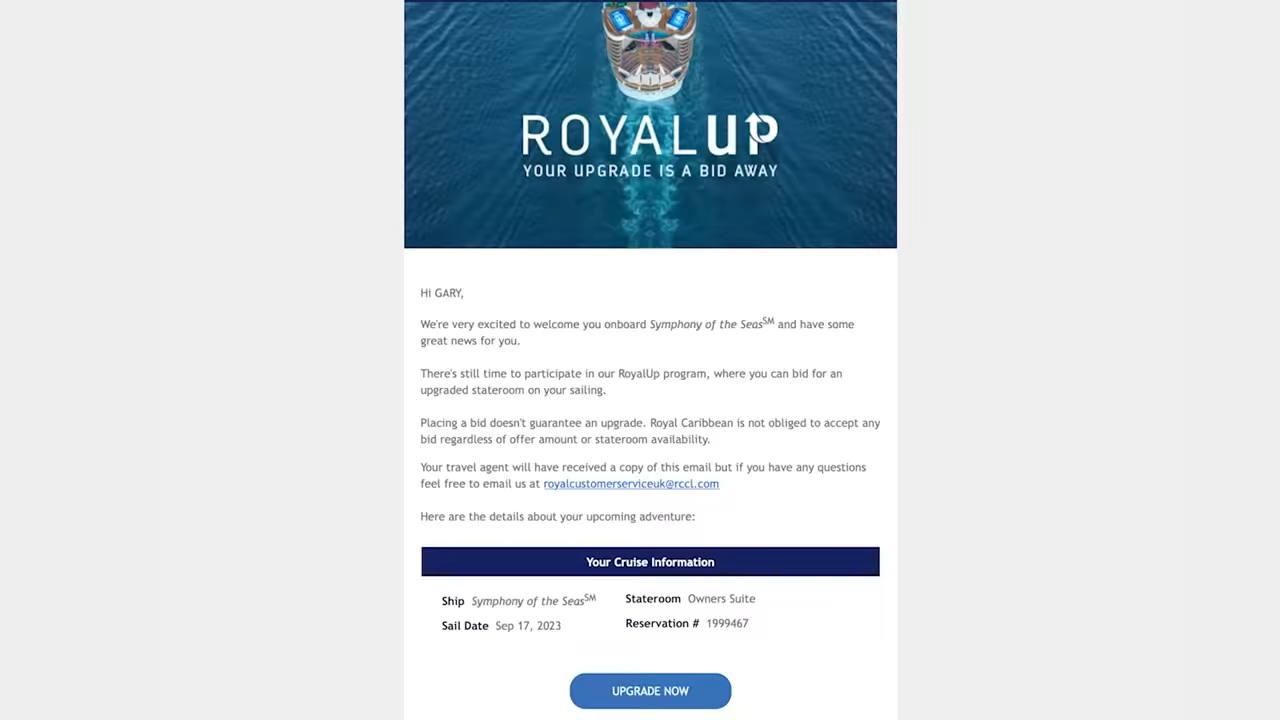 ROYALUP
YOUR UPGRADE IS A BID AWAY
Hi GARY,
We're very excited to welcome you onboard Symphony of the SeasSM and have some
great news for you.
There's still time to participate in our RoyalUp program, where you can bid for an
upgraded stateroom on your sailing.
Placing a bid doesn't guarantee an upgrade. Royal Caribbean is not obliged to accept any
bid regardless of offer amount or stateroom availability.
Your travel agent will have received a copy of this email but if you have any questions
feel free to email us at royalcustomerserviceuk@rccl.com
Here are the details about your upcoming adventure:
Your Cruise Information
Ship Symphony of the SeasSM
Stateroom Owners Suite
Sail Date Sep 17, 2023
Reservation # 1999467
UPGRADE NOW